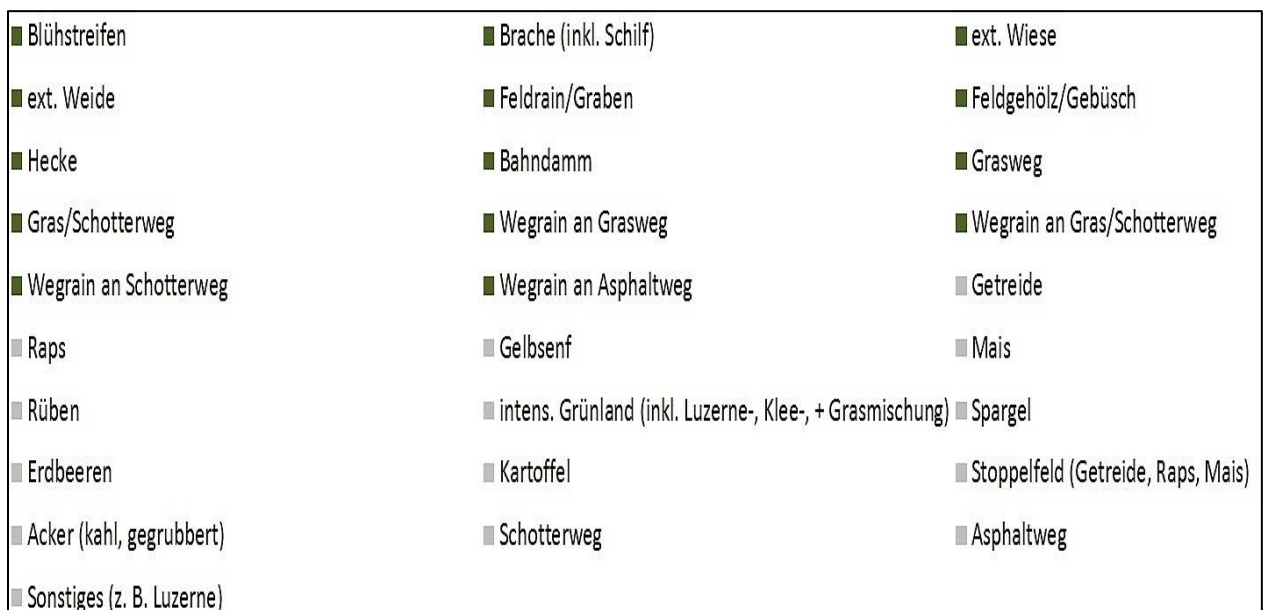 Blühstreifen Brache (inkl. Schilf) ext. Wiese
ext. Weide Feldrain/Graben Feldgehölz/Gebüsch
Hecke Bahndamm Grasweg
Gras/Schotterweg Wegrain an Grasweg Wegrain an Gras/Schotterweg
Wegrain an Schotterweg Wegrain an Asphaltweg Getreide
Raps Gelbsenf Mais
Rüben intens. Grünland (inkl. Luzerne-, Klee-, + Grasmischung) Spargel
Erdbeeren Kartoffel Stoppelfeld (Getreide, Raps, Mais)
Acker (kahl, gegrubbert) Schotterweg Asphaltweg
Sonstiges (z. B. Luzerne)